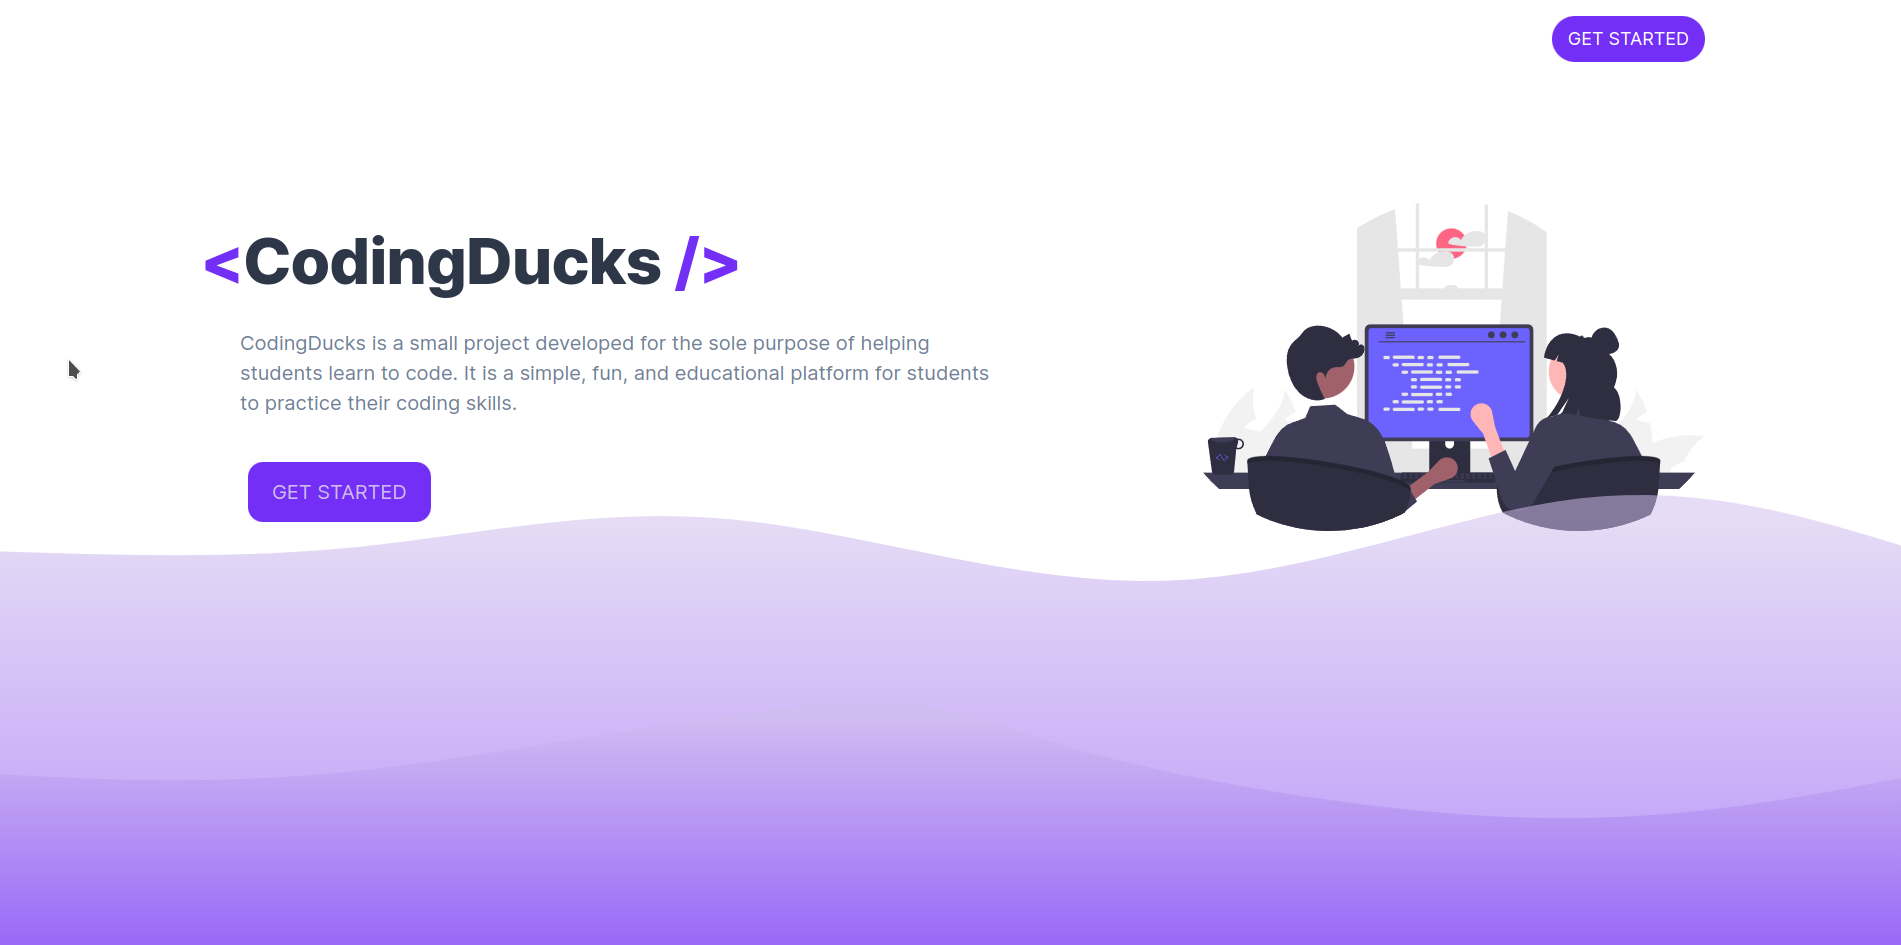 GET STARTED
<CodingDucks />
CodingDucks is a small project developed for the sole purpose of helping
students learn to code. It is a simple, fun, and educational platform for students
to practice their coding skills.
GET STARTED